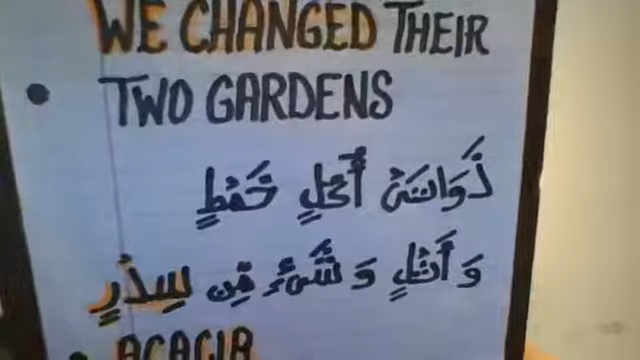 WE CHANGED THEIR
TWO GARDENS
ذَوَاتَىْ أُكُلٍ خَمْطٍ
وَأَثْلٍ وَشَىْءٍ مِّن سِدْرٍ